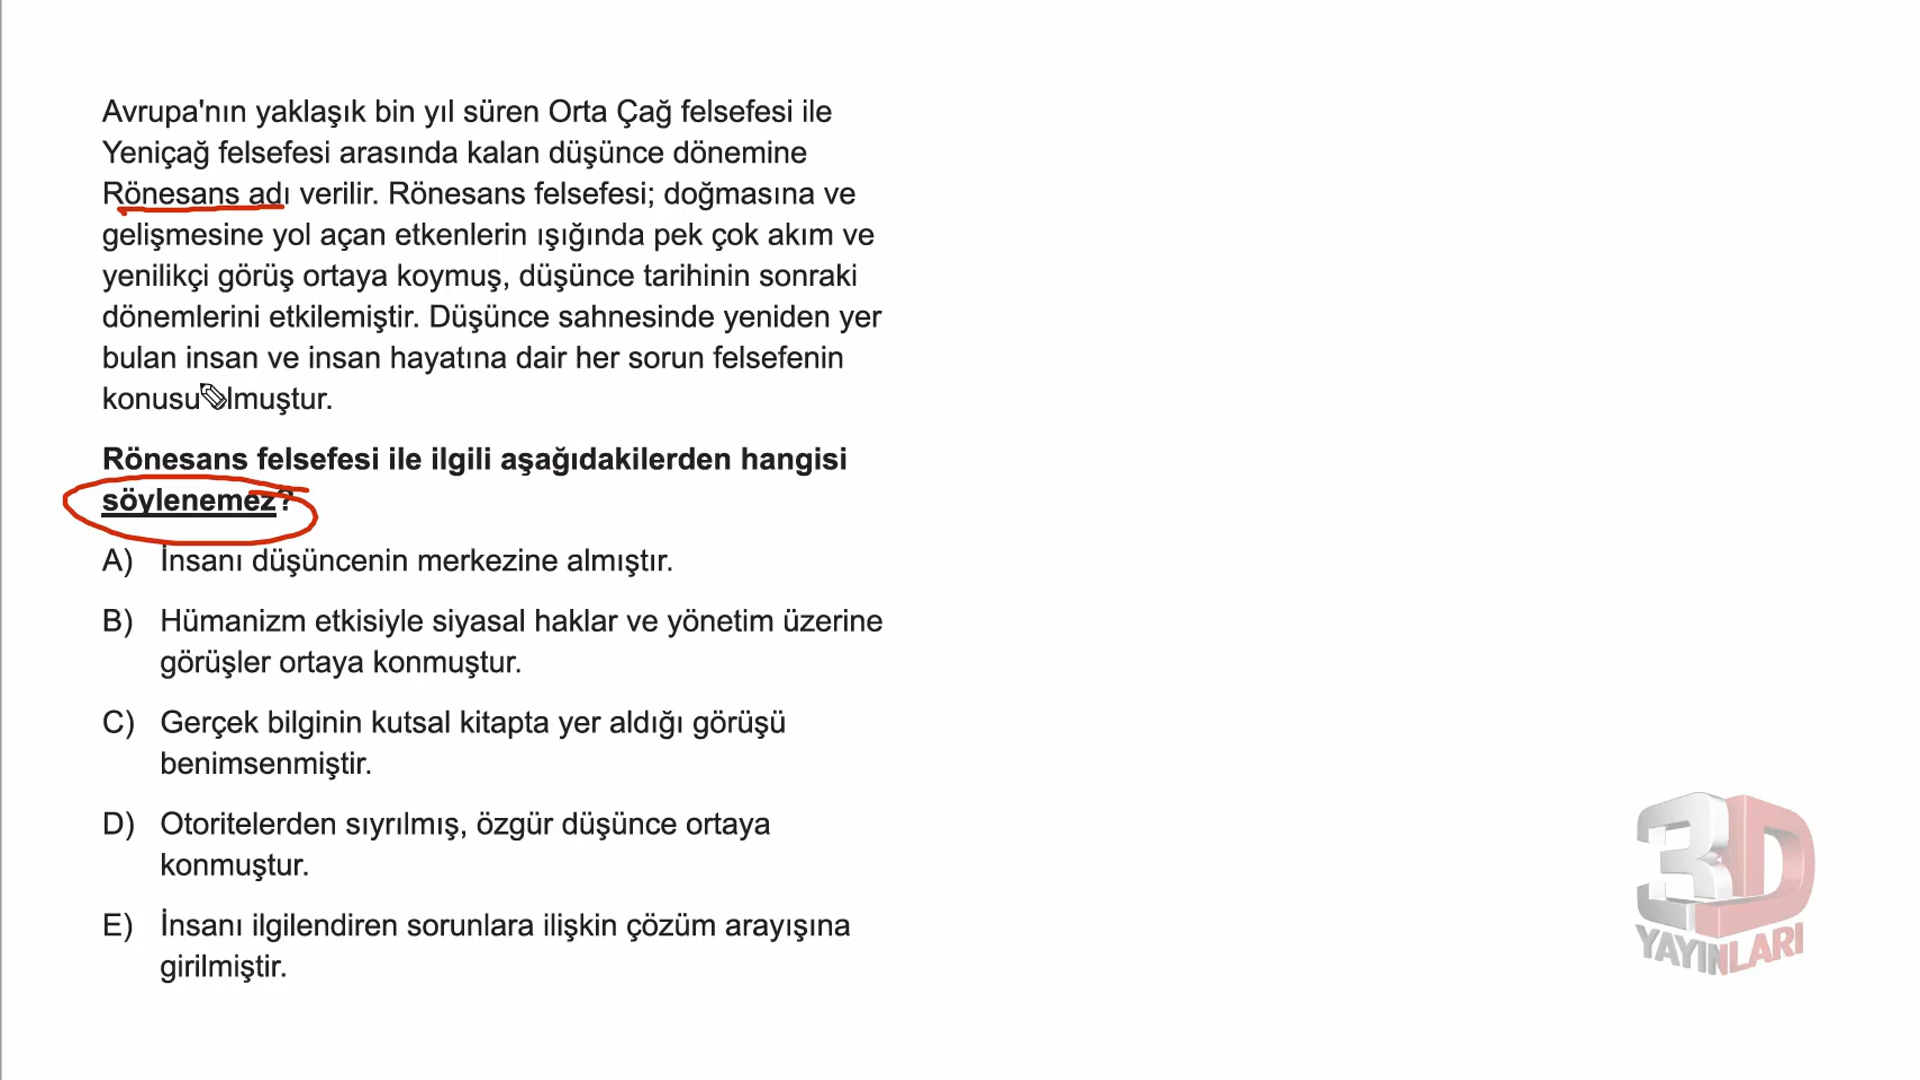 Avrupa'nın yaklaşık bin yıl süren Orta Çağ felsefesi ile
Yeniçağ felsefesi arasında kalan düşünce dönemine
Rönesans adı verilir. Rönesans felsefesi; doğmasına ve
gelişmesine yol açan etkenlerin ışığında pek çok akım ve
yenilikçi görüş ortaya koymuş, düşünce tarihinin sonraki
dönemlerini etkilemiştir. Düşünce sahnesinde yeniden yer
bulan insan ve insan hayatına dair her sorun felsefenin
konusu lmuştur.
Rönesans felsefesi ile ilgili aşağıdakilerden hangisi
söylenemez?
A) İnsanı düşüncenin merkezine almıştır.
B) Hümanizm etkisiyle siyasal haklar ve yönetim üzerine
görüşler ortaya konmuştur.
C) Gerçek bilginin kutsal kitapta yer aldığı görüşü
benimsenmiştir.
D) Otoritelerden sıyrılmış, özgür düşünce ortaya
konmuştur.
E) İnsanı ilgilendiren sorunlara ilişkin çözüm arayışına
girilmiştir.
3D
YAYINLARI